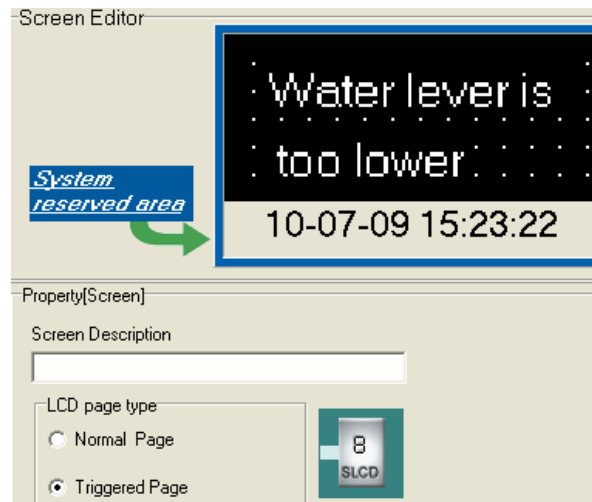 Screen Editor
Water lever is
too lower
System
reserved area
10-07-09 15:23:22
Property[Screen]
Screen Description
LCD page type
Normal Page
8
SLCD
Triggered Page